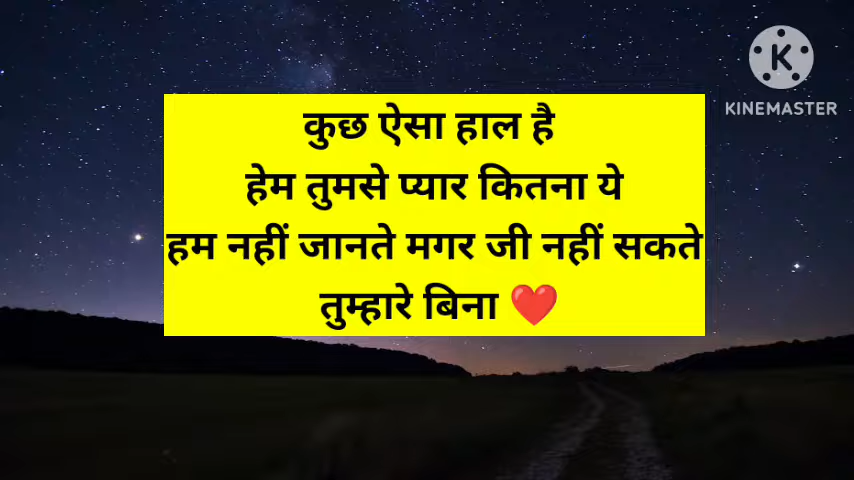 KINEMASTER
कुछ ऐसा हाल है
हेम तुमसे प्यार कितना ये
हम नहीं जानते मगर जी नहीं सकते
तुम्हारे बिना ❤️